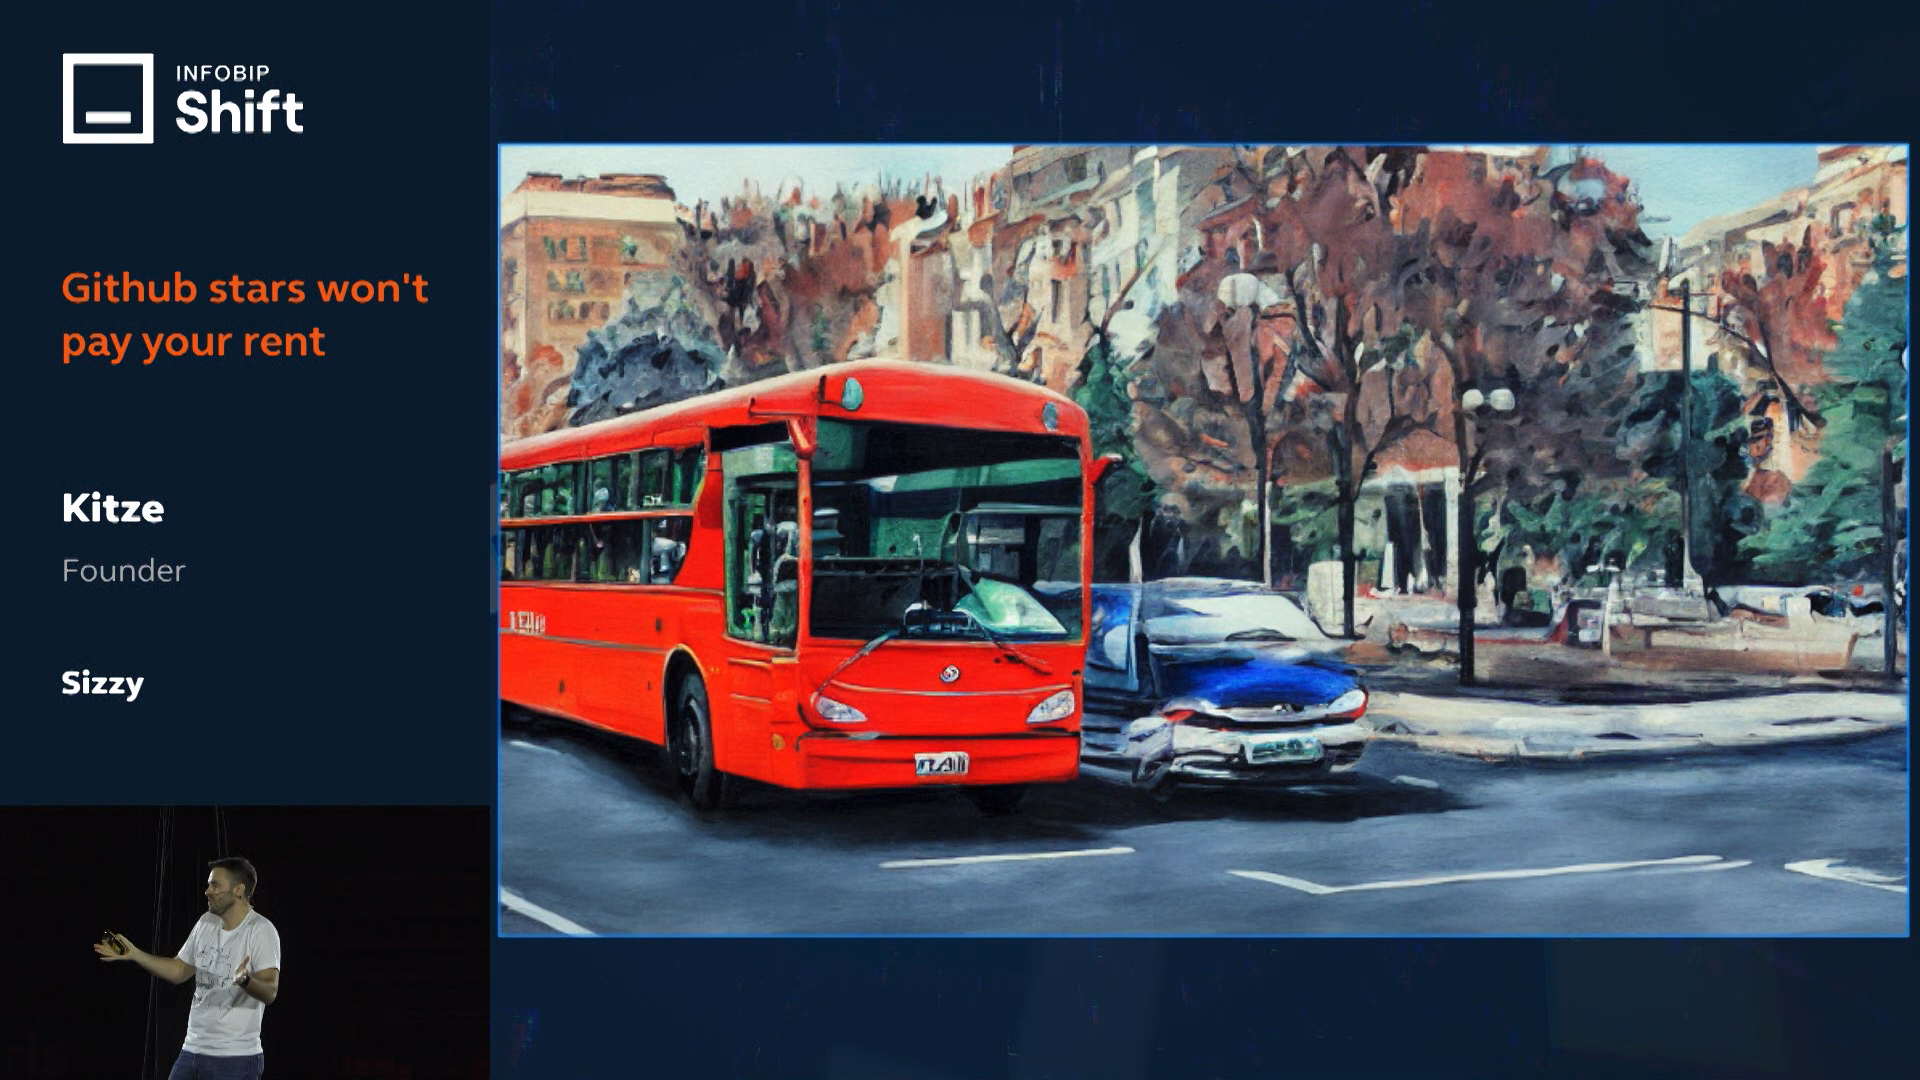 INFOBIP
Shift
Github stars won't
pay your rent
Kitze
Founder
Sizzy